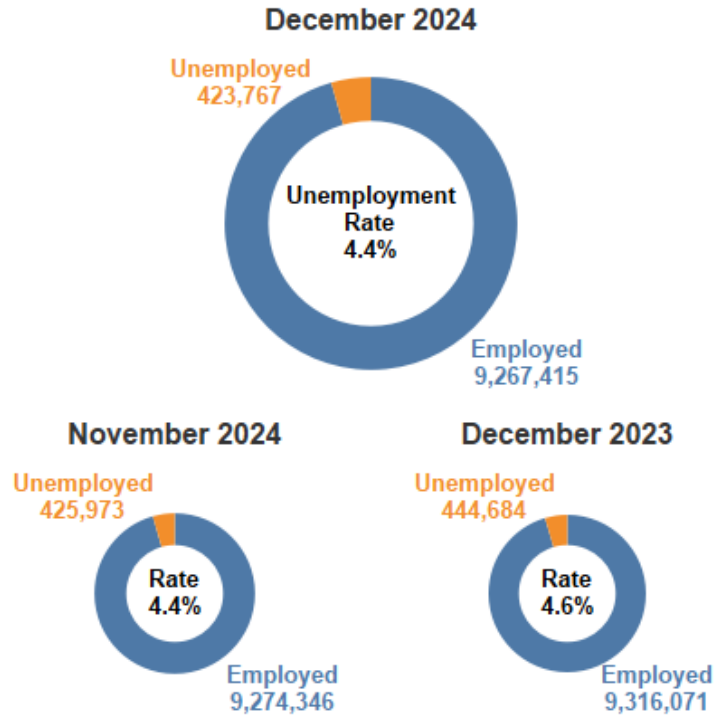 December 2024
Unemployed
423,767
Unemployment
Rate
4.4%
Employed
9,267,415
November 2024
Unemployed
425,973
Rate
4.4%
Employed
9,274,346
December 2023
Unemployed
444,684
Rate
4.6%
Employed
9,316,071